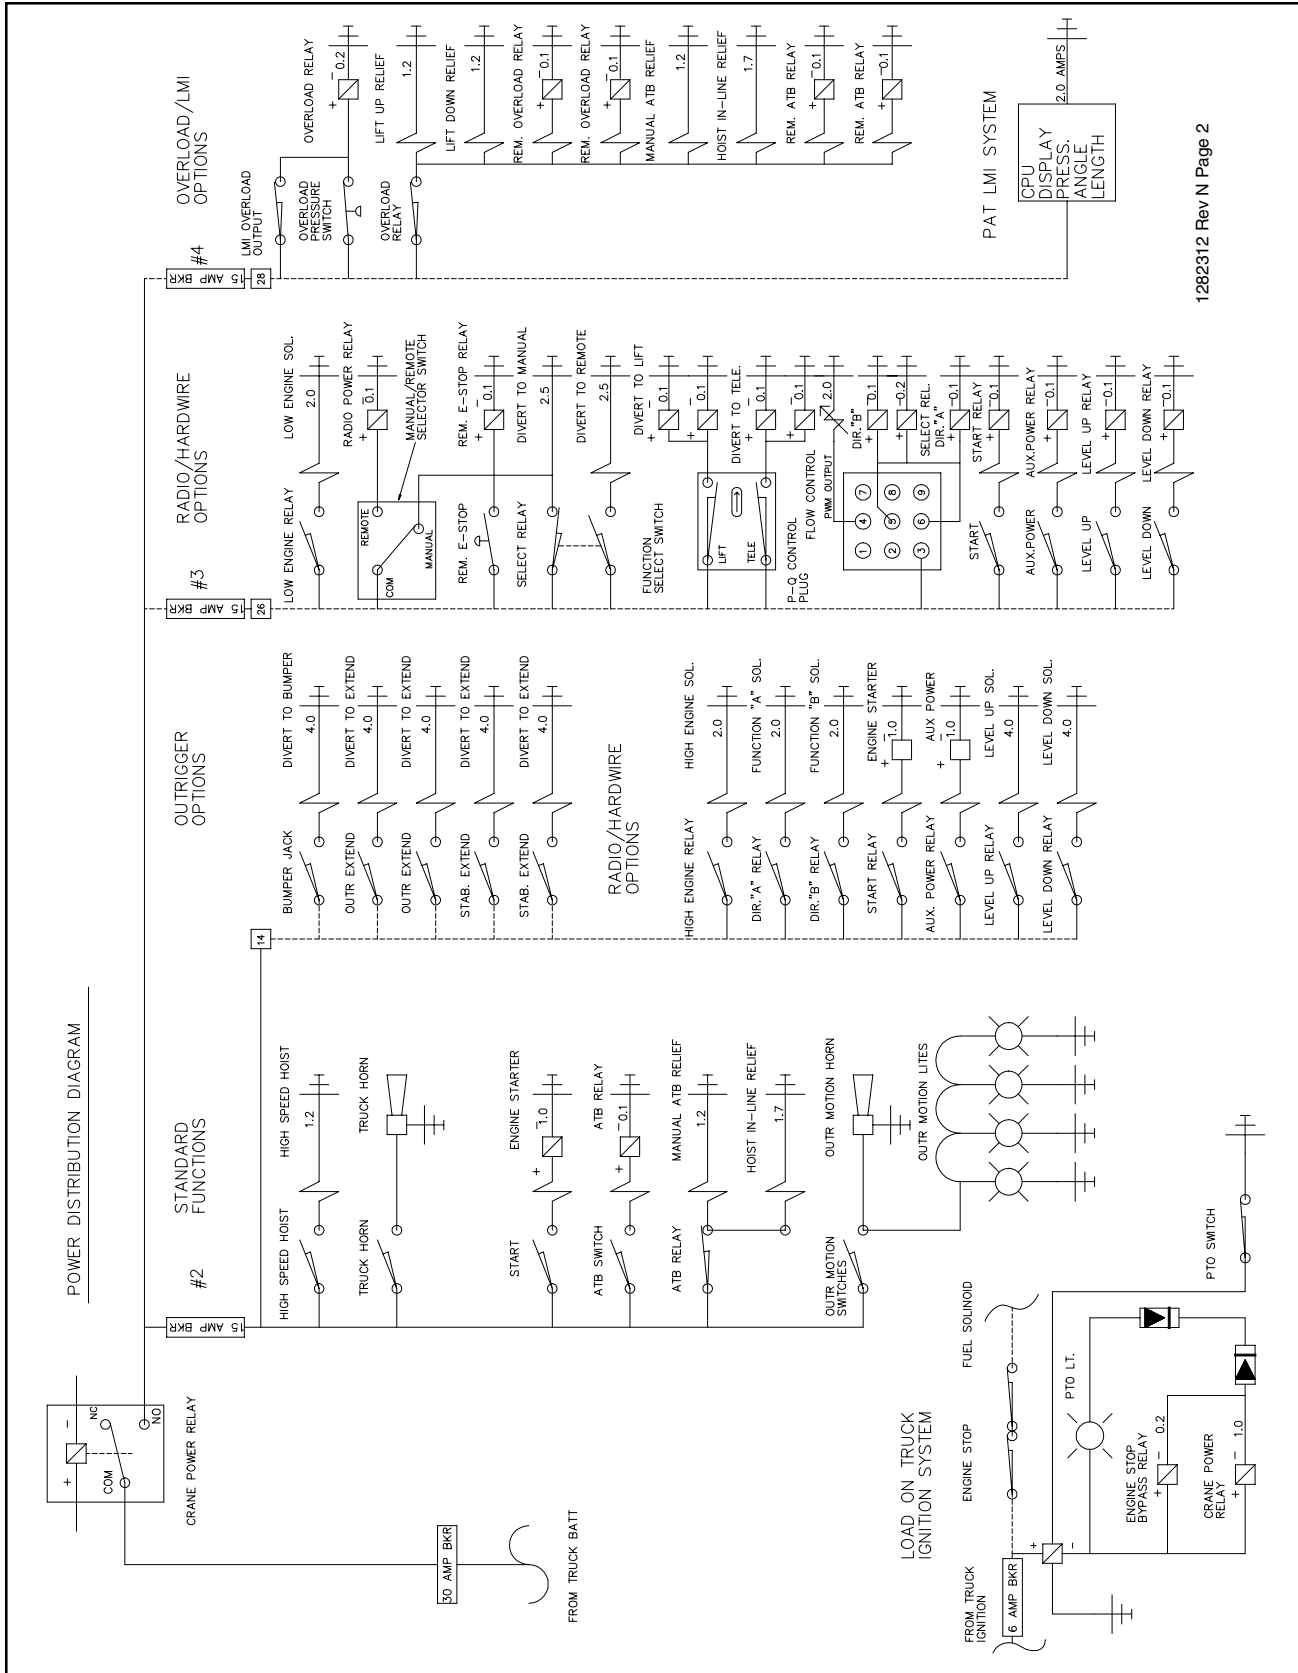 POWER DISTRIBUTION DIAGRAM
+
-
COM
NC
NO
CRANE POWER RELAY
30 AMP BKR
FROM TRUCK BATT
#2
STANDARD
FUNCTIONS
15 AMP BKR
HIGH SPEED HOIST
HIGH SPEED HOIST
1.2
TRUCK HORN
TRUCK HORN
START
ENGINE STARTER
+
-
1.0
ATB SWITCH
ATB RELAY
+
-
0.1
ATB RELAY
MANUAL ATB RELIEF
1.2
HOIST IN-LINE RELIEF
1.7
OUTR MOTION
SWITCHES
OUTR MOTION HORN
OUTR MOTION LITES
14
OUTRIGGER
OPTIONS
BUMPER JACK
DIVERT TO BUMPER
4.0
OUTR EXTEND
DIVERT TO EXTEND
4.0
OUTR EXTEND
DIVERT TO EXTEND
4.0
STAB. EXTEND
DIVERT TO EXTEND
4.0
STAB. EXTEND
DIVERT TO EXTEND
4.0
RADIO/HARDWIRE
OPTIONS
HIGH ENGINE RELAY
HIGH ENGINE SOL.
2.0
DIR."A" RELAY
FUNCTION "A" SOL.
2.0
DIR."B" RELAY
FUNCTION "B" SOL.
2.0
START RELAY
ENGINE STARTER
+
-
1.0
AUX. POWER RELAY
AUX POWER
+
-
1.0
LEVEL UP RELAY
LEVEL UP SOL.
4.0
LEVEL DOWN RELAY
LEVEL DOWN SOL.
4.0
#3
RADIO/HARDWIRE
OPTIONS
15 AMP BKR
26
LOW ENGINE RELAY
LOW ENGINE SOL.
2.0
REMOTE
COM
MANUAL
RADIO POWER RELAY
+
-
0.1
MANUAL/REMOTE
SELECTOR SWITCH
REM. E-STOP
REM. E-STOP RELAY
+
-
0.1
SELECT RELAY
DIVERT TO MANUAL
2.5
DIVERT TO REMOTE
2.5
FUNCTION
SELECT SWITCH
LIFT
TELE
DIVERT TO LIFT
+
-
0.1
+
-
0.1
DIVERT TO TELE.
+
-
0.1
+
-
0.1
P-Q CONTROL
PLUG
FLOW CONTROL
PWM OUTPUT
2.0
1 4 7
2 5 8
3 6 9
DIR."B"
+
-
0.1
+
-
0.2
SELECT REL.
DIR."A"
+
-
0.1
START
START RELAY
+
-
0.1
AUX.POWER
AUX.POWER RELAY
+
-
0.1
LEVEL UP
LEVEL UP RELAY
+
-
0.1
LEVEL DOWN
LEVEL DOWN RELAY
+
-
0.1
#4
OVERLOAD/LMI
OPTIONS
15 AMP BKR
28
LMI OVERLOAD
OUTPUT
OVERLOAD
PRESSURE
SWITCH
OVERLOAD RELAY
+
-
0.2
OVERLOAD
RELAY
LIFT UP RELIEF
1.2
LIFT DOWN RELIEF
1.2
REM. OVERLOAD RELAY
+
-
0.1
REM. OVERLOAD RELAY
+
-
0.1
MANUAL ATB RELIEF
1.2
HOIST IN-LINE RELIEF
1.7
REM. ATB RELAY
+
-
0.1
REM. ATB RELAY
+
-
0.1
PAT LMI SYSTEM
CPU
DISPLAY
PRESS.
ANGLE
LENGTH
2.0 AMPS
LOAD ON TRUCK
IGNITION SYSTEM
FROM TRUCK
IGNITION
6 AMP BKR
ENGINE STOP
FUEL SOLINOID
+
-
PTO LT.
PTO SWITCH
ENGINE STOP
BYPASS RELAY
+
-
0.2
CRANE POWER
RELAY
+
-
1.0
1282312 Rev N Page 2